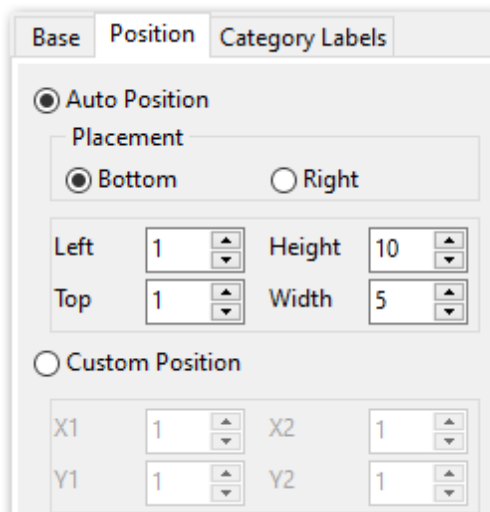 Base Position Category Labels
Auto Position
Placement
Bottom Right
Left 1 Height 10
Top 1 Width 5
Custom Position
X1 1 X2 1
Y1 1 Y2 1